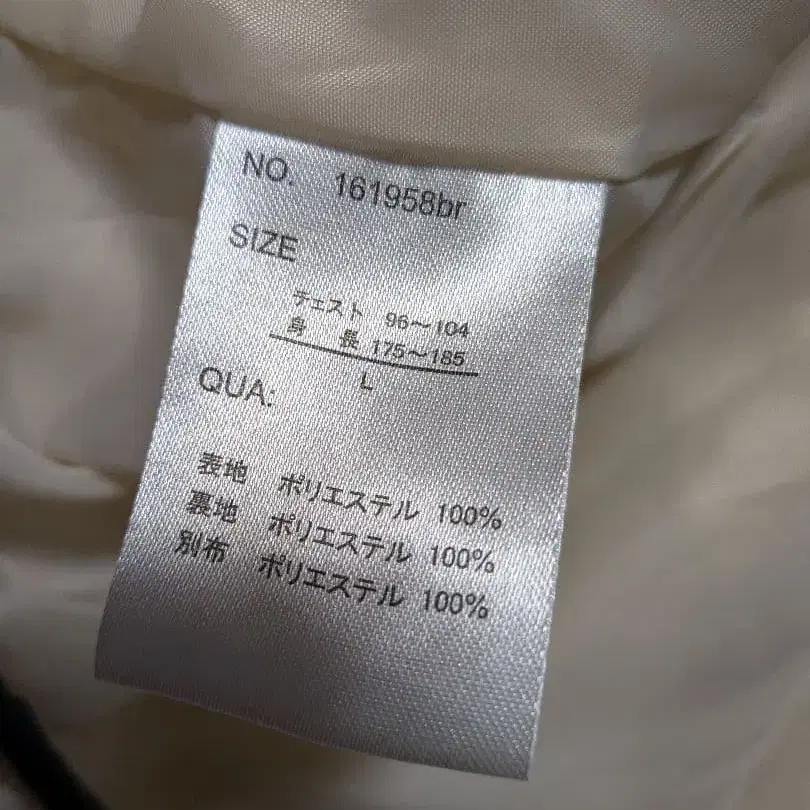 NO. 161958br
SIZE
チェスト 96～104
身 長 175～185
L
QUA:
表地 ポリエステル 100%
裏地 ポリエステル 100%
別布 ポリエステル 100%